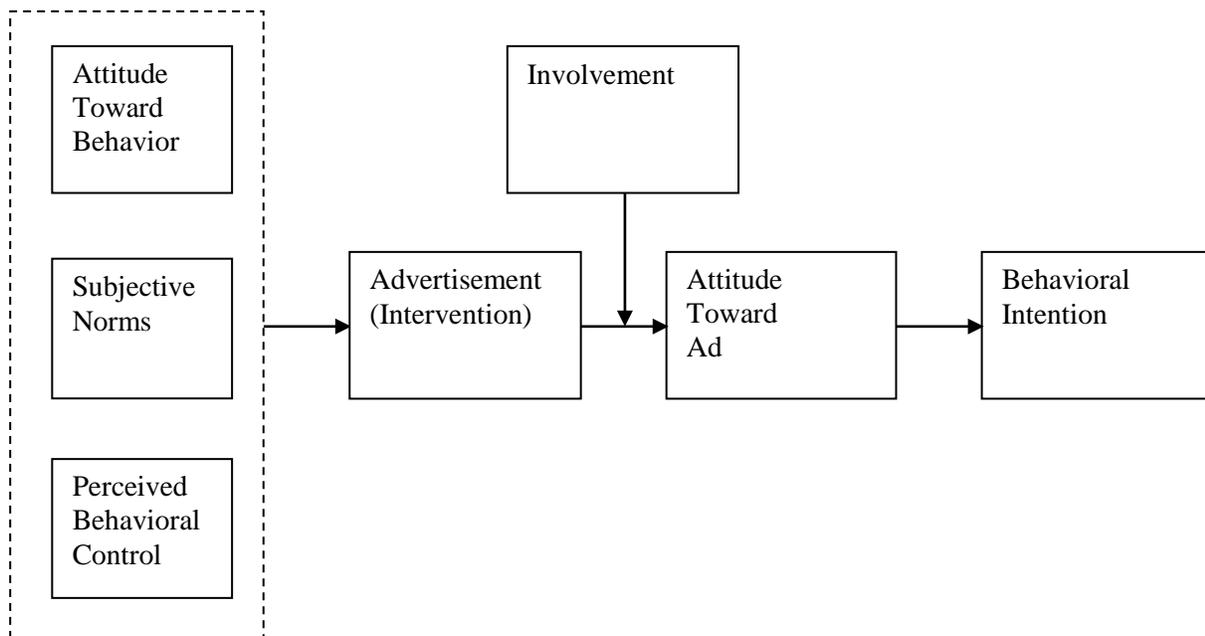 Attitude
Toward
Behavior
Involvement
Subjective
Norms
Advertisement
(Intervention)
Attitude
Toward
Ad
Behavioral
Intention
Perceived
Behavioral
Control